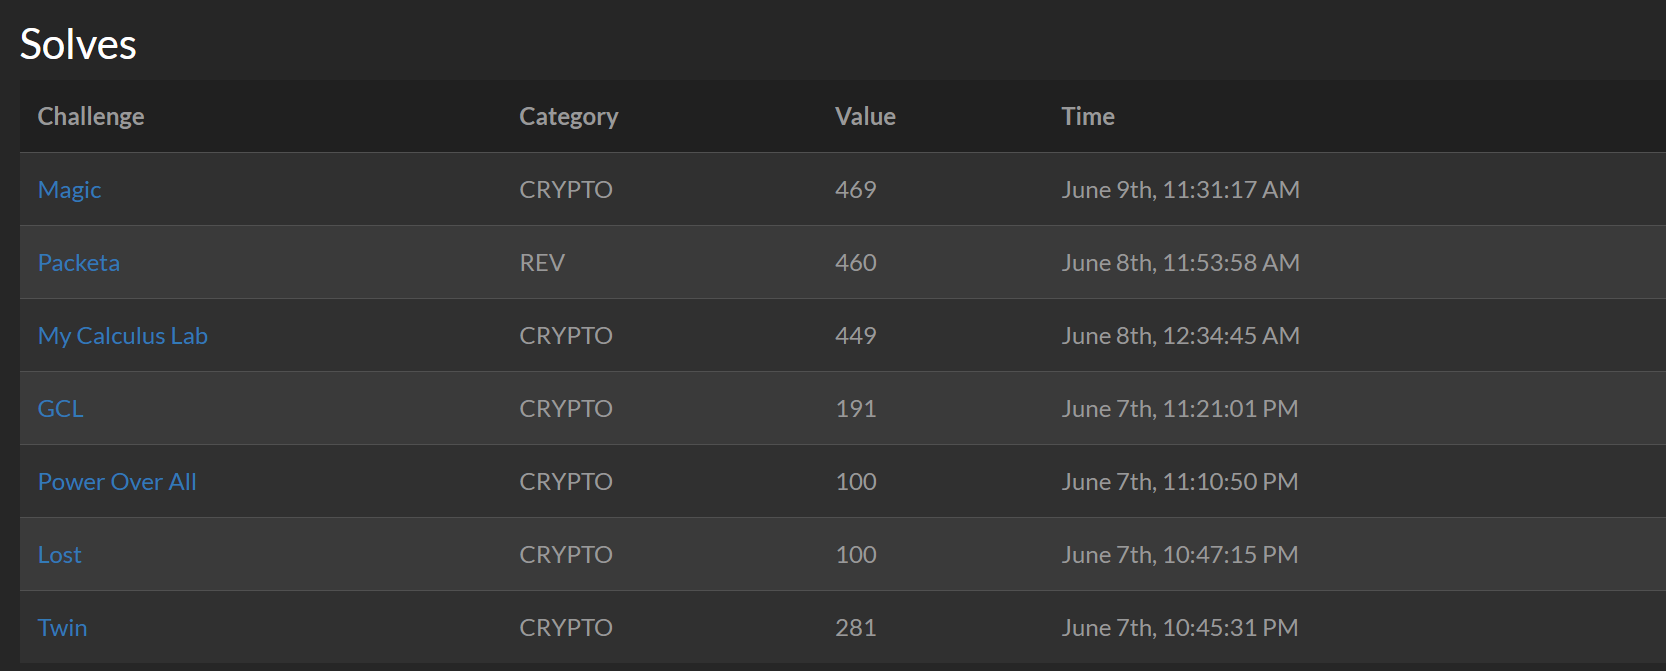 Solves
Challenge Category Value Time
Magic CRYPTO 469 June 9th, 11:31:17 AM
Packeta REV 460 June 8th, 11:53:58 AM
My Calculus Lab CRYPTO 449 June 8th, 12:34:45 AM
GCL CRYPTO 191 June 7th, 11:21:01 PM
Power Over All CRYPTO 100 June 7th, 11:10:50 PM
Lost CRYPTO 100 June 7th, 10:47:15 PM
Twin CRYPTO 281 June 7th, 10:45:31 PM